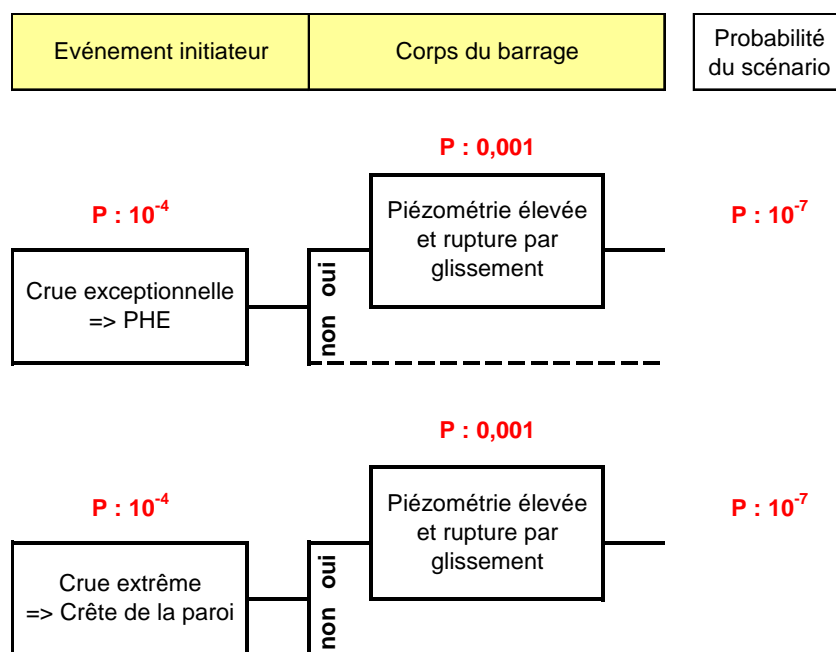 Evénement initiateur
Corps du barrage
Probabilité
du scénario
P : 0,001
P : 10⁻⁴
Piézométrie élevée
et rupture par
glissement
P : 10⁻⁷
Crue exceptionnelle
=> PHE
oui
non
P : 0,001
P : 10⁻⁴
Piézométrie élevée
et rupture par
glissement
P : 10⁻⁷
Crue extrême
=> Crête de la paroi
oui
non